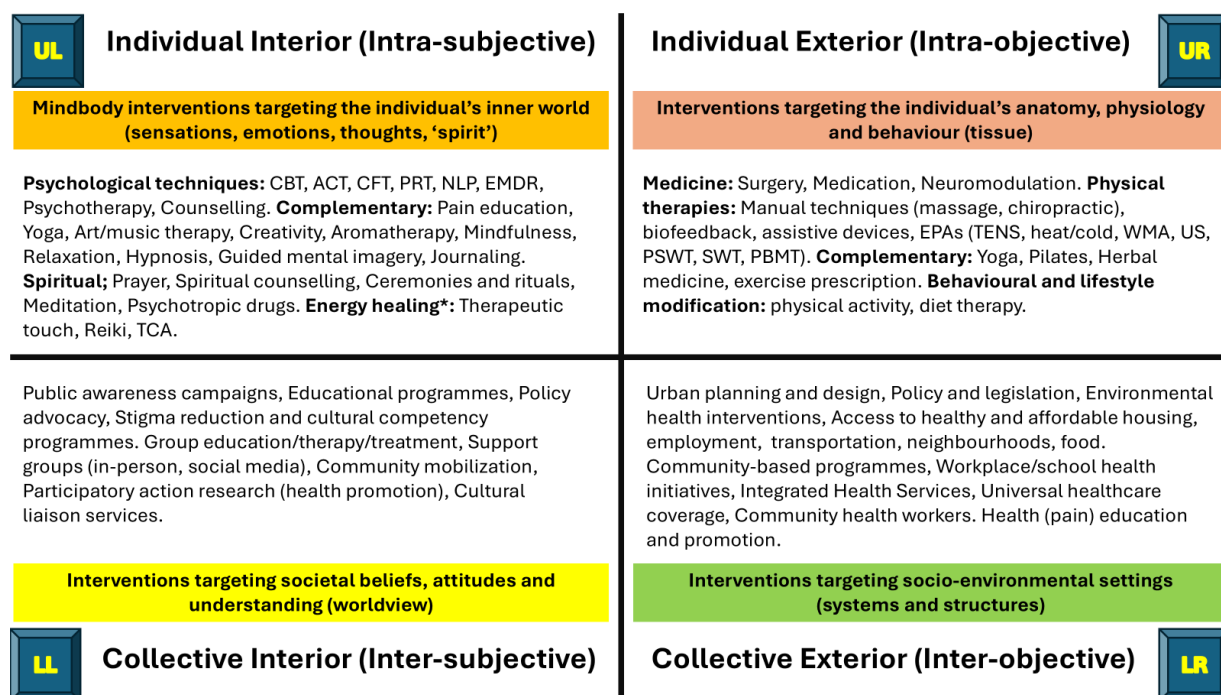 UL
Individual Interior (Intra-subjective)
Mindbody interventions targeting the individual's inner world
(sensations, emotions, thoughts, 'spirit')
Psychological techniques: CBT, ACT, CFT, PRT, NLP, EMDR,
Psychotherapy, Counselling. Complementary: Pain education,
Yoga, Art/music therapy, Creativity, Aromatherapy, Mindfulness,
Relaxation, Hypnosis, Guided mental imagery, Journaling.
Spiritual; Prayer, Spiritual counselling, Ceremonies and rituals,
Meditation, Psychotropic drugs. Energy healing*: Therapeutic
touch, Reiki, TCA.
Individual Exterior (Intra-objective)
UR
Interventions targeting the individual's anatomy, physiology
and behaviour (tissue)
Medicine: Surgery, Medication, Neuromodulation. Physical
therapies: Manual techniques (massage, chiropractic),
biofeedback, assistive devices, EPAs (TENS, heat/cold, WMA, US,
PSWT, SWT, PBMT). Complementary: Yoga, Pilates, Herbal
medicine, exercise prescription. Behavioural and lifestyle
modification: physical activity, diet therapy.
Public awareness campaigns, Educational programmes, Policy
advocacy, Stigma reduction and cultural competency
programmes. Group education/therapy/treatment, Support
groups (in-person, social media), Community mobilization,
Participatory action research (health promotion), Cultural
liaison services.
Interventions targeting societal beliefs, attitudes and
understanding (worldview)
LL
Collective Interior (Inter-subjective)
Urban planning and design, Policy and legislation, Environmental
health interventions, Access to healthy and affordable housing,
employment, transportation, neighbourhoods, food.
Community-based programmes, Workplace/school health
initiatives, Integrated Health Services, Universal healthcare
coverage, Community health workers. Health (pain) education
and promotion.
Interventions targeting socio-environmental settings
(systems and structures)
Collective Exterior (Inter-objective)
LR